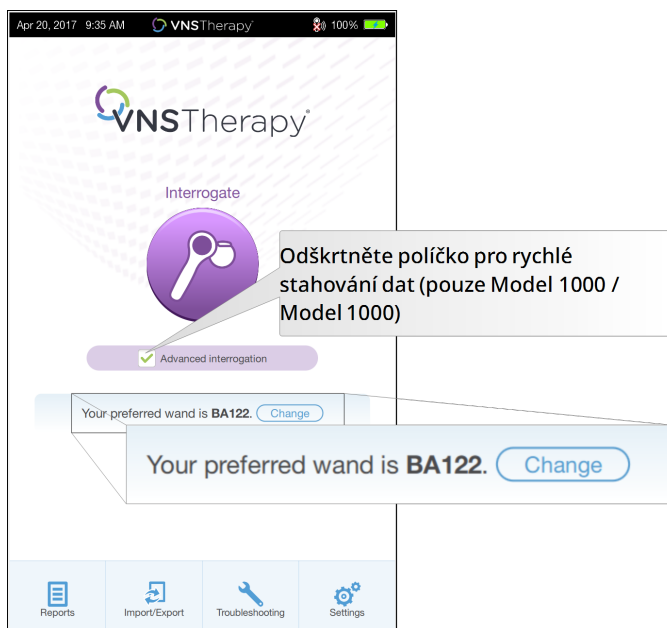 Apr 20, 2017 9:35 AM VNSTherapy 100%
VNSTherapy
Interrogate
Odškrtněte políčko pro rychlé
stahování dat (pouze Model 1000 /
Model 1000)
Advanced interrogation
Your preferred wand is BA122. Change
Your preferred wand is BA122. Change
Reports Import/Export Troubleshooting Settings